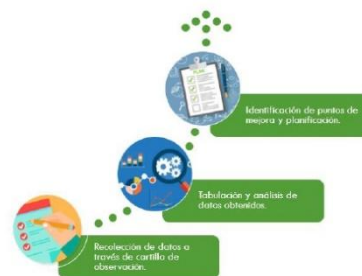 PLAN
Identificación de puntos de
mejora y planificación.
Tabulación y análisis de
datos obtenidos.
Recolección de datos a
través de cartilla de
observación.